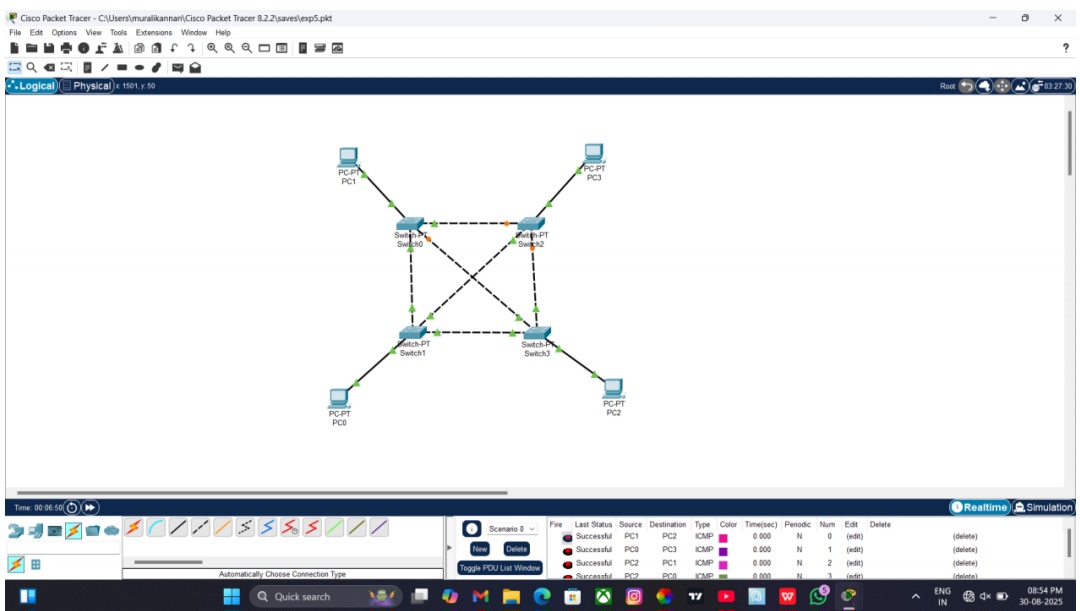 Cisco Packet Tracer - C:\Users\muralikannan\Cisco Packet Tracer 8.2.2\saves\exp5.pkt
File Edit Options View Tools Extensions Window Help
?
Logical Physical x: 1501, y: 50 Root 03:27:30
PC-PT
PC1
PC-PT
PC3
Switch-PT
Switch0
Switch-PT
Switch2
Switch-PT
Switch1
Switch-PT
Switch3
PC-PT
PC0
PC-PT
PC2
Time: 00:06:50 Realtime Simulation
Scenario 0 Fire Last Status Source Destination Type Color Time(sec) Periodic Num Edit Delete
Successful PC1 PC2 ICMP 0.000 N 0 (edit) (delete)
New Delete Successful PC0 PC3 ICMP 0.000 N 1 (edit) (delete)
Toggle PDU List Window Successful PC2 PC1 ICMP 0.000 N 2 (edit) (delete)
Automatically Choose Connection Type Successful PC2 PC0 ICMP 0.000 N 3 (edit) (delete)
Quick search ENG IN 08:54 PM
30-08-2025